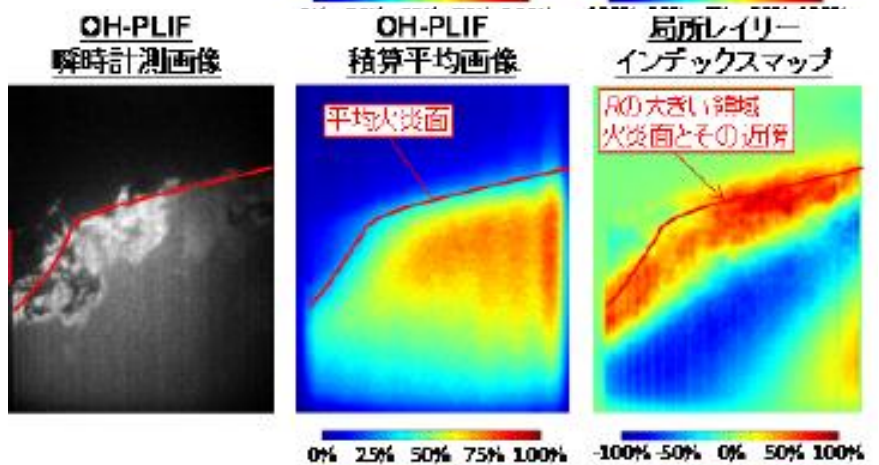 OH-PLIF
瞬時計測画像
OH-PLIF
積算平均画像
局所レイリー
インデックスマップ
平均火炎面
Rの大きい領域
火炎面とその近傍
0% 25% 50% 75% 100%
-100% -50% 0% 50% 100%